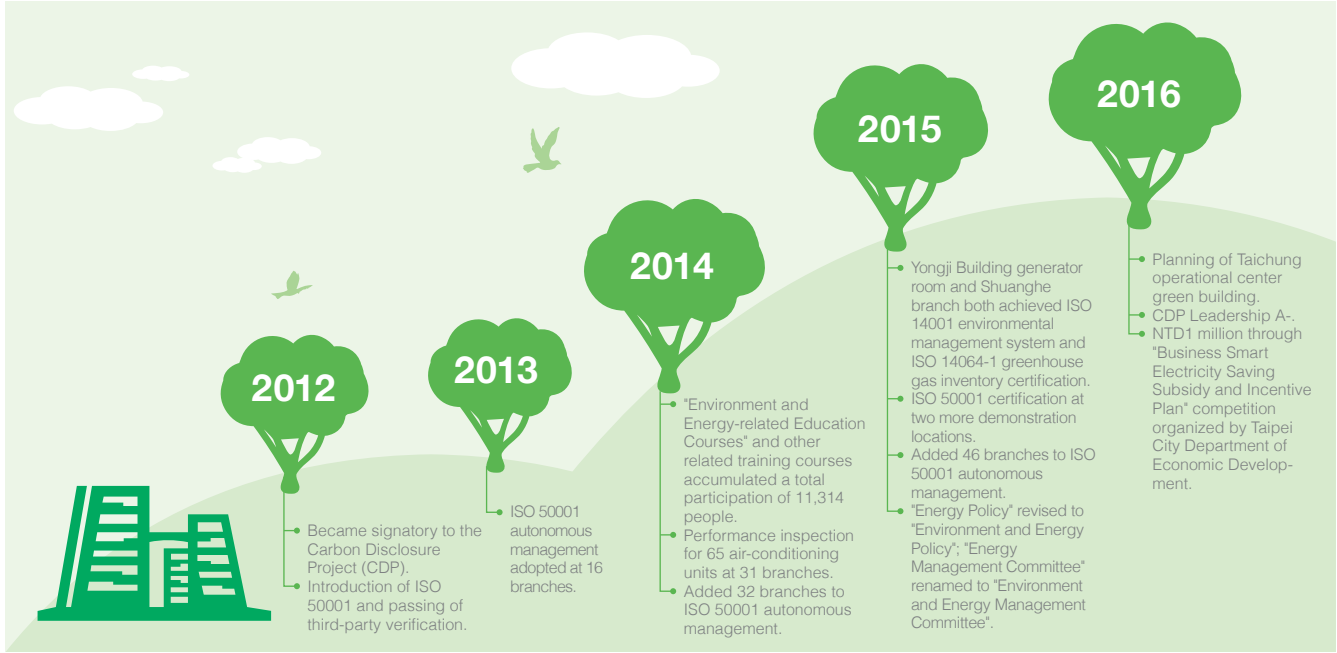 2012
Became signatory to the
Carbon Disclosure
Project (CDP).
Introduction of ISO
50001 and passing of
third-party verification.
2013
ISO 50001
autonomous
management
adopted at 16
branches.
2014
"Environment and
Energy-related Education
Courses" and other
related training courses
accumulated a total
participation of 11,314
people.
Performance inspection
for 65 air-conditioning
units at 31 branches.
Added 32 branches to
ISO 50001 autonomous
management.
2015
Yongji Building generator
room and Shuanghe
branch both achieved ISO
14001 environmental
management system and
ISO 14064-1 greenhouse
gas inventory certification.
ISO 50001 certification at
two more demonstration
locations.
Added 46 branches to ISO
50001 autonomous
management.
"Energy Policy" revised to
"Environment and Energy
Policy"; "Energy
Management Committee"
renamed to "Environment
and Energy Management
Committee".
2016
Planning of Taichung
operational center
green building.
CDP Leadership A-.
NTD1 million through
"Business Smart
Electricity Saving
Subsidy and Incentive
Plan" competition
organized by Taipei
City Department of
Economic Develop-
ment.